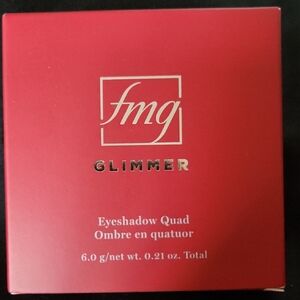 fmg
GLIMMER
Eyeshadow Quad
Ombre en quatuor
6.0 g/net wt. 0.21 oz. Total